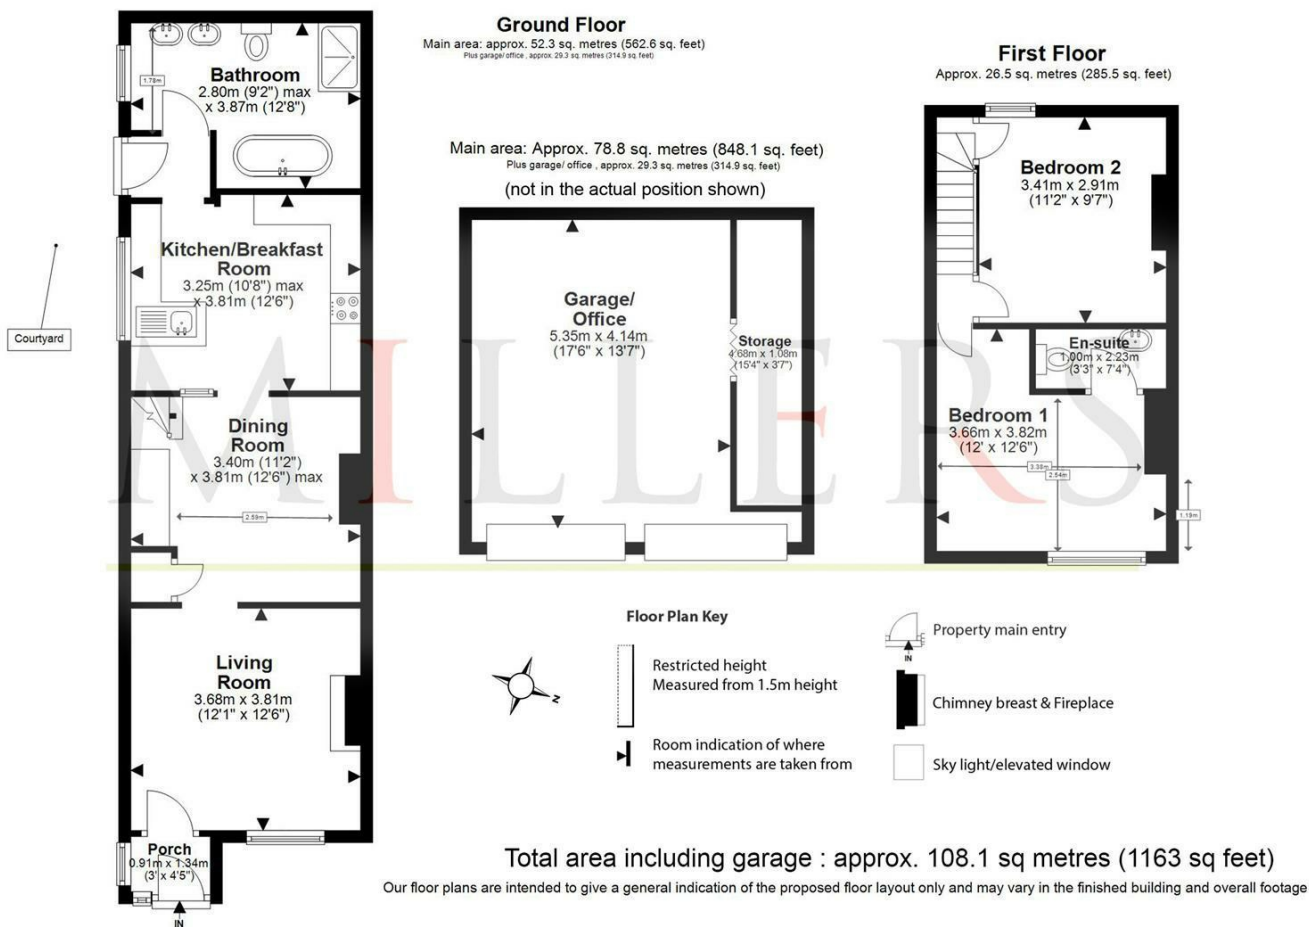 Ground Floor
Main area: approx. 52.3 sq. metres (562.6 sq. feet)
Plus garage/ office , approx. 29.3 sq. metres (314.9 sq. feet)
First Floor
Approx. 26.5 sq. metres (285.5 sq. feet)
Main area: Approx. 78.8 sq. metres (848.1 sq. feet)
Plus garage/ office , approx. 29.3 sq. metres (314.9 sq. feet)
(not in the actual position shown)
Bathroom
2.80m (9'2") max
x 3.87m (12'8")
1.78m
Kitchen/Breakfast
Room
3.25m (10'8") max
x 3.81m (12'6")
Courtyard
Dining
Room
3.40m (11'2")
x 3.81m (12'6") max
2.59m
Living
Room
3.68m x 3.81m
(12'1" x 12'6")
Porch
0.91m x 1.34m
(3' x 4'5")
IN
Garage/
Office
5.35m x 4.14m
(17'6" x 13'7")
Storage
4.68m x 1.08m
(15'4" x 3'7")
Bedroom 2
3.41m x 2.91m
(11'2" x 9'7")
En-suite
1.00m x 2.23m
(3'3" x 7'4")
Bedroom 1
3.66m x 3.82m
(12' x 12'6")
3.38m
2.54m
1.19m
MILLERS
Floor Plan Key
Restricted height
Measured from 1.5m height
Room indication of where
measurements are taken from
N
Property main entry
IN
Chimney breast & Fireplace
Sky light/elevated window
Total area including garage : approx. 108.1 sq metres (1163 sq feet)
Our floor plans are intended to give a general indication of the proposed floor layout only and may vary in the finished building and overall footage